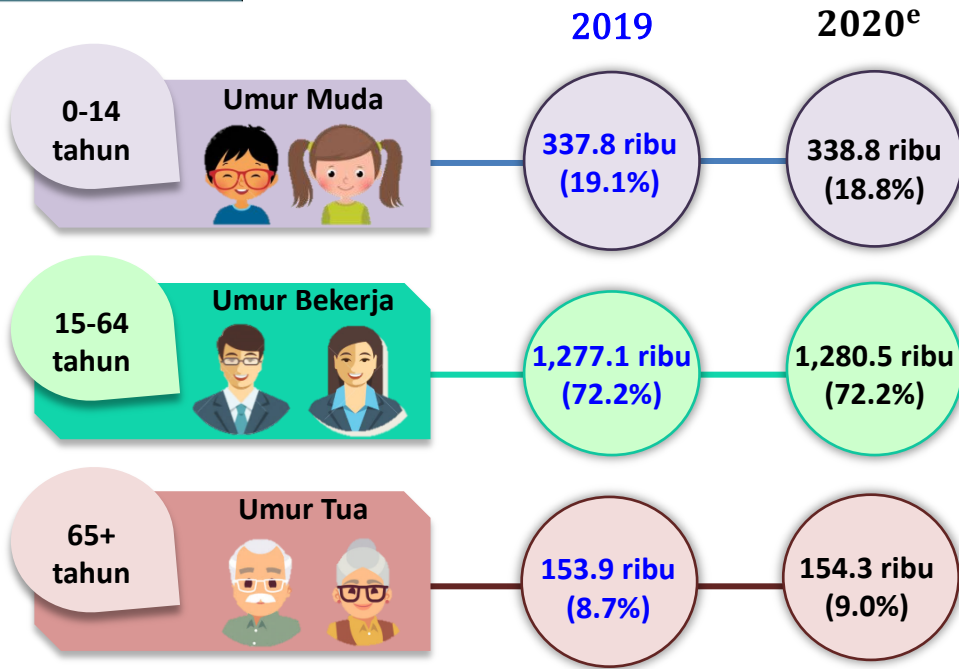 2019 2020ᵉ
0-14
tahun
Umur Muda
337.8 ribu
(19.1%)
338.8 ribu
(18.8%)
15-64
tahun
Umur Bekerja
1,277.1 ribu
(72.2%)
1,280.5 ribu
(72.2%)
65+
tahun
Umur Tua
153.9 ribu
(8.7%)
154.3 ribu
(9.0%)